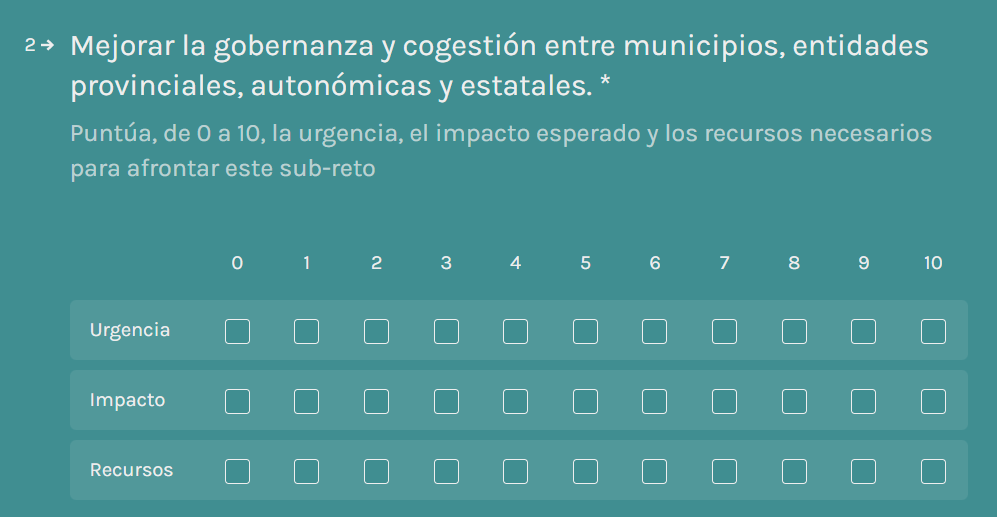 2→ Mejorar la gobernanza y cogestión entre municipios, entidades
provinciales, autonómicas y estatales. *
Puntúa, de 0 a 10, la urgencia, el impacto esperado y los recursos necesarios
para afrontar este sub-reto
0 1 2 3 4 5 6 7 8 9 10
Urgencia
Impacto
Recursos